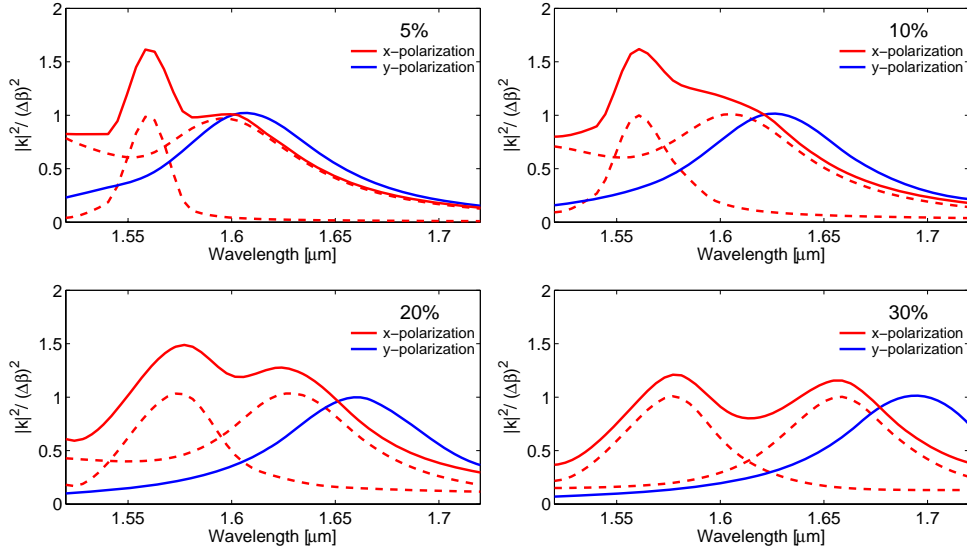 5%
x-polarization
y-polarization
|k|²/ (Δβ)²
2
1.5
1
0.5
0
1.55
1.6
1.65
1.7
Wavelength [μm]
10%
x-polarization
y-polarization
|k|²/ (Δβ)²
2
1.5
1
0.5
0
1.55
1.6
1.65
1.7
Wavelength [μm]
20%
x-polarization
y-polarization
|k|²/ (Δβ)²
2
1.5
1
0.5
0
1.55
1.6
1.65
1.7
Wavelength [μm]
30%
x-polarization
y-polarization
|k|²/ (Δβ)²
2
1.5
1
0.5
0
1.55
1.6
1.65
1.7
Wavelength [μm]